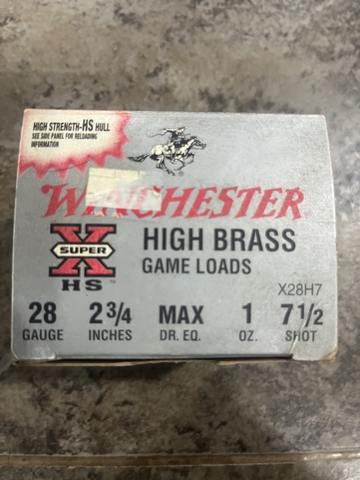 HIGH STRENGTH-HS HULL
SEE SIDE PANEL FOR RELOADING
INFORMATION
WINCHESTER
SUPER
X
HS™
HIGH BRASS
GAME LOADS
X28H7
28 2 3/4 MAX 1 7 1/2
GAUGE INCHES DR. EQ. OZ. SHOT